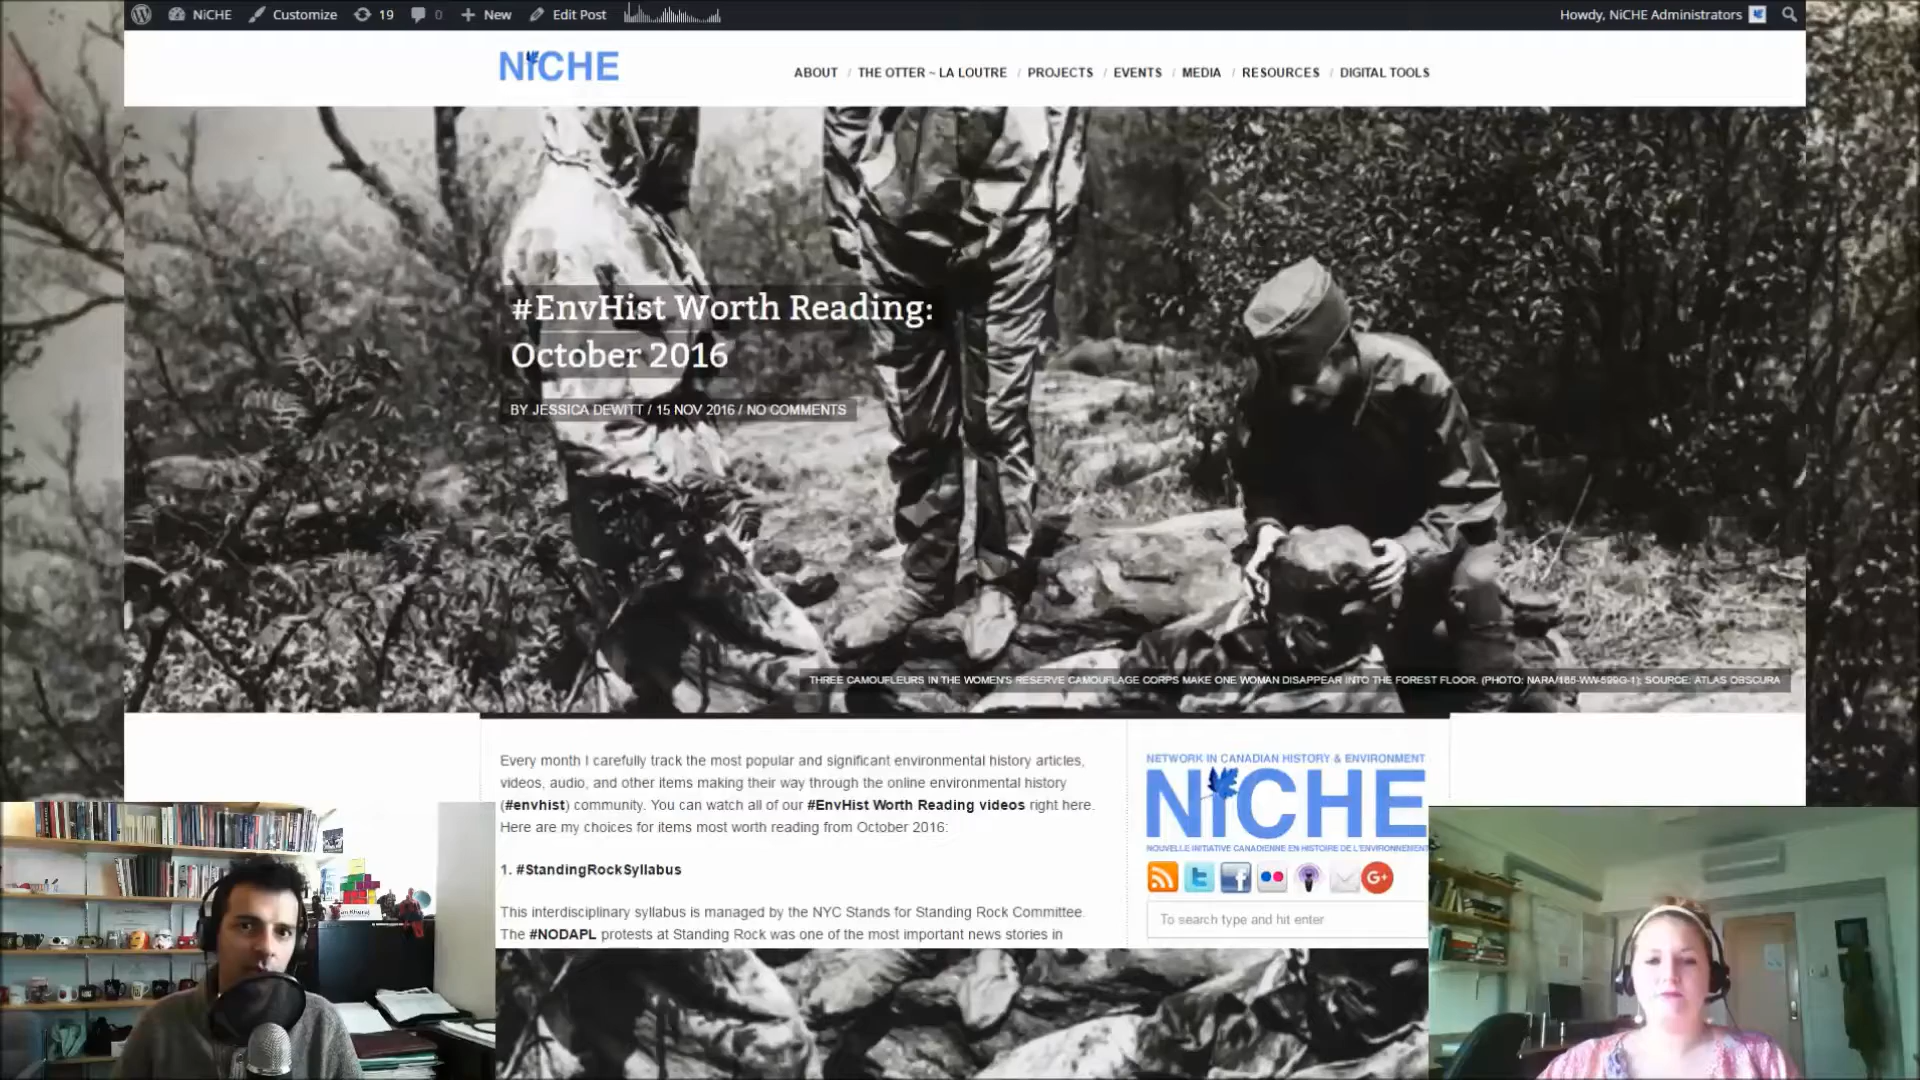 NiCHE
Customize
19
0
New
Edit Post
Howdy, NiCHE Administrators
NiCHE
ABOUT / THE OTTER ~ LA LOUTRE / PROJECTS / EVENTS / MEDIA / RESOURCES / DIGITAL TOOLS
#EnvHist Worth Reading:
October 2016
BY JESSICA DEWITT / 15 NOV 2016 / NO COMMENTS
THREE CAMOUFLEURS IN THE WOMEN'S RESERVE CAMOUFLAGE CORPS MAKE ONE WOMAN DISAPPEAR INTO THE FOREST FLOOR. (PHOTO: NARA/165-WW-599G-1); SOURCE: ATLAS OBSCURA
Every month I carefully track the most popular and significant environmental history articles,
videos, audio, and other items making their way through the online environmental history
(#envhist) community. You can watch all of our #EnvHist Worth Reading videos right here.
Here are my choices for items most worth reading from October 2016:
1. #StandingRockSyllabus
This interdisciplinary syllabus is managed by the NYC Stands for Standing Rock Committee.
The #NODAPL protests at Standing Rock was one of the most important news stories in
NETWORK IN CANADIAN HISTORY & ENVIRONMENT
NiCHE
NOUVELLE INITIATIVE CANADIENNE EN HISTOIRE DE L'ENVIRONNEMENT
G+
To search type and hit enter